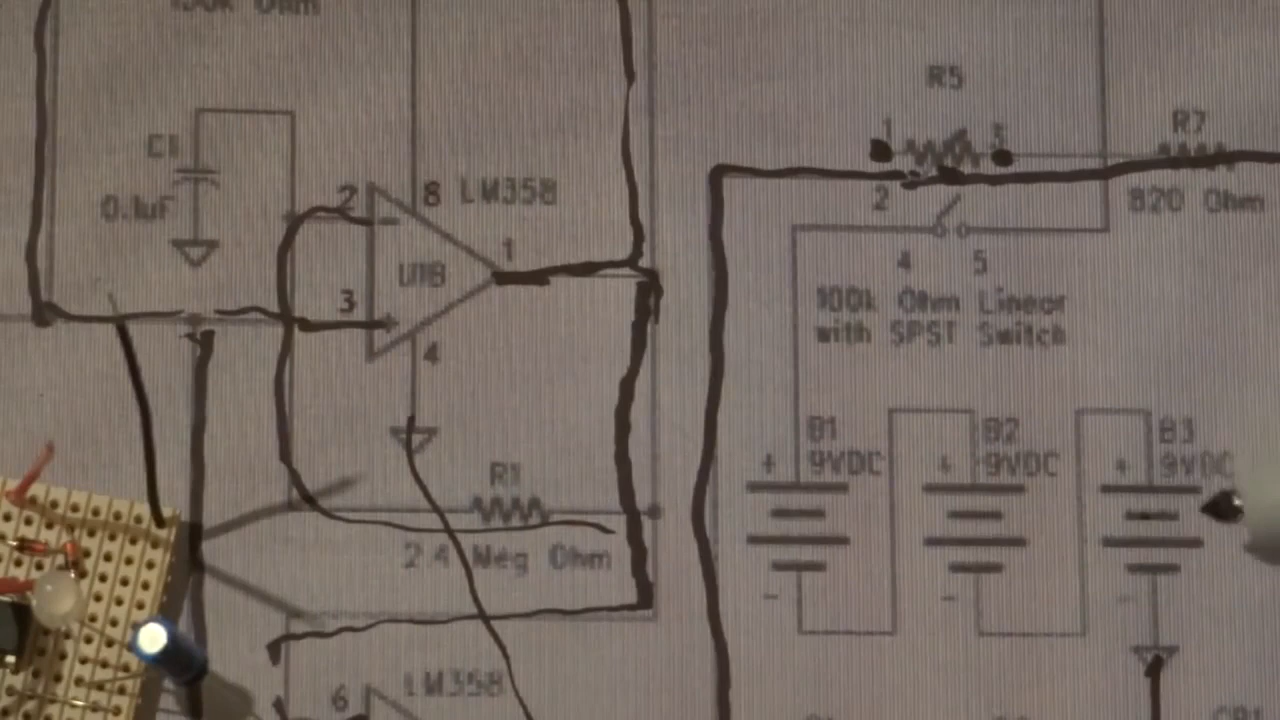 R5
1
R7
C1
2
8 LM358
2
820 Ohm
0.1uF
1
U1B
3
4
5
100k Ohm Linear
with SPST Switch
4
B1
9VDC
B2
9VDC
B3
9VDC
+
+
+
R1
2.4 Meg Ohm
-
-
-
LM358
6